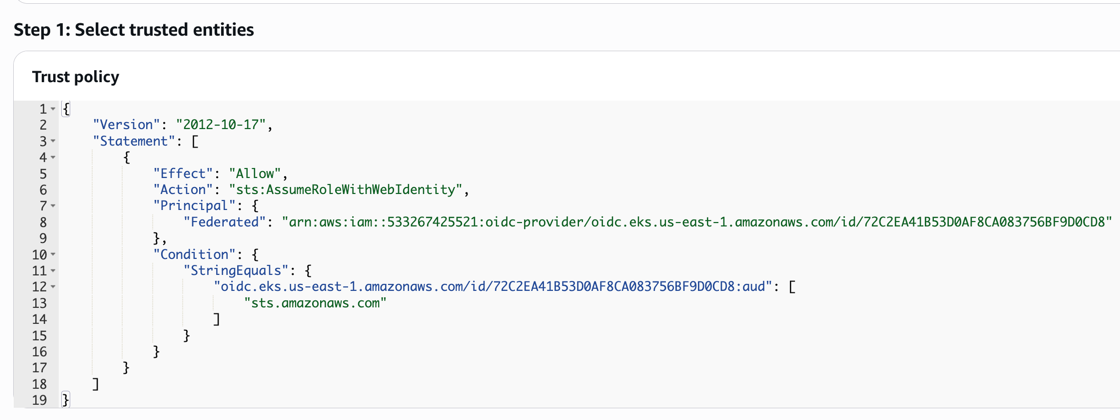 Step 1: Select trusted entities
Trust policy
1 {
2 "Version": "2012-10-17",
3 "Statement": [
4 {
5 "Effect": "Allow",
6 "Action": "sts:AssumeRoleWithWebIdentity",
7 "Principal": {
8 "Federated": "arn:aws:iam::533267425521:oidc-provider/oidc.eks.us-east-1.amazonaws.com/id/72C2EA41B53D0AF8CA083756BF9D0CD8"
9 },
10 "Condition": {
11 "StringEquals": {
12 "oidc.eks.us-east-1.amazonaws.com/id/72C2EA41B53D0AF8CA083756BF9D0CD8:aud": [
13 "sts.amazonaws.com"
14 ]
15 }
16 }
17 }
18 ]
19 }